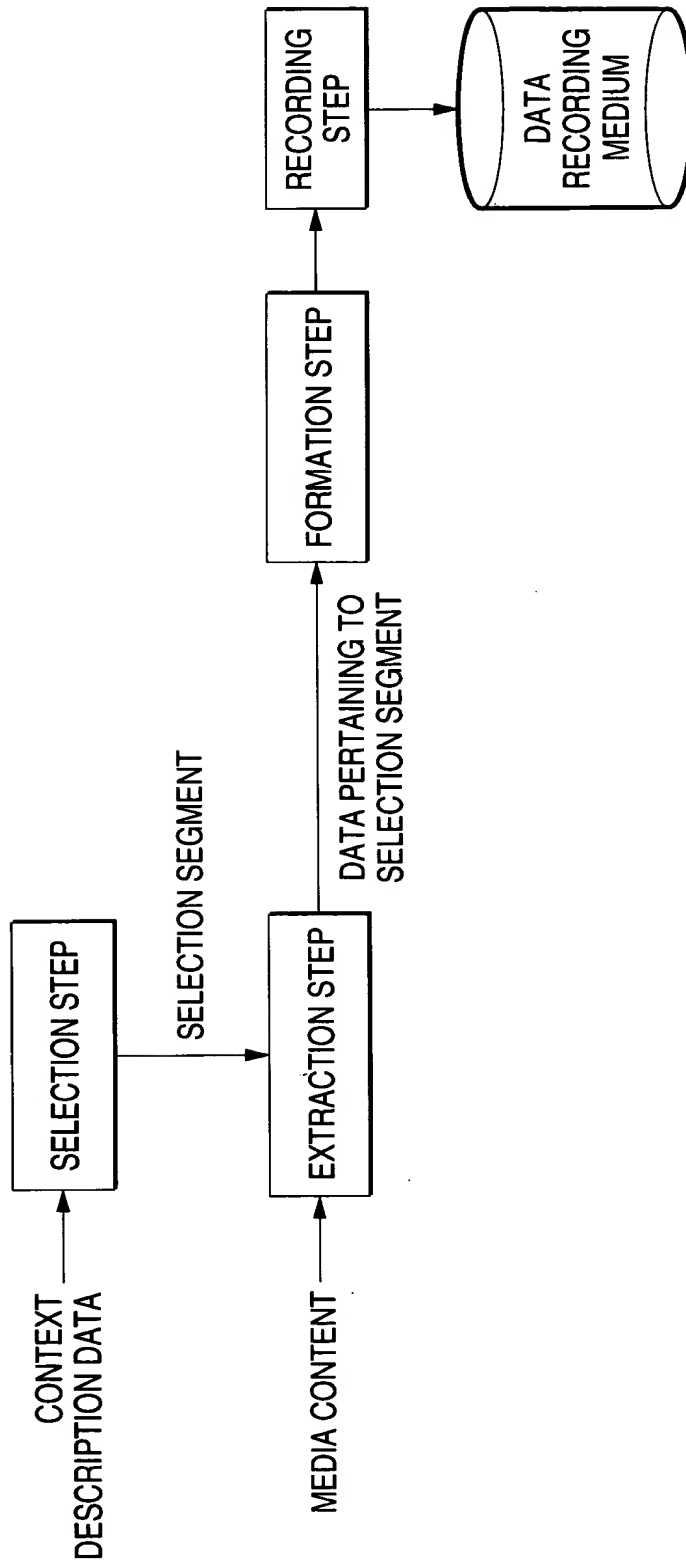 CONTEXT
DESCRIPTION DATA
SELECTION STEP
SELECTION SEGMENT
MEDIA CONTENT
EXTRACTION STEP
DATA PERTAINING TO
SELECTION SEGMENT
FORMATION STEP
RECORDING
STEP
DATA
RECORDING
MEDIUM